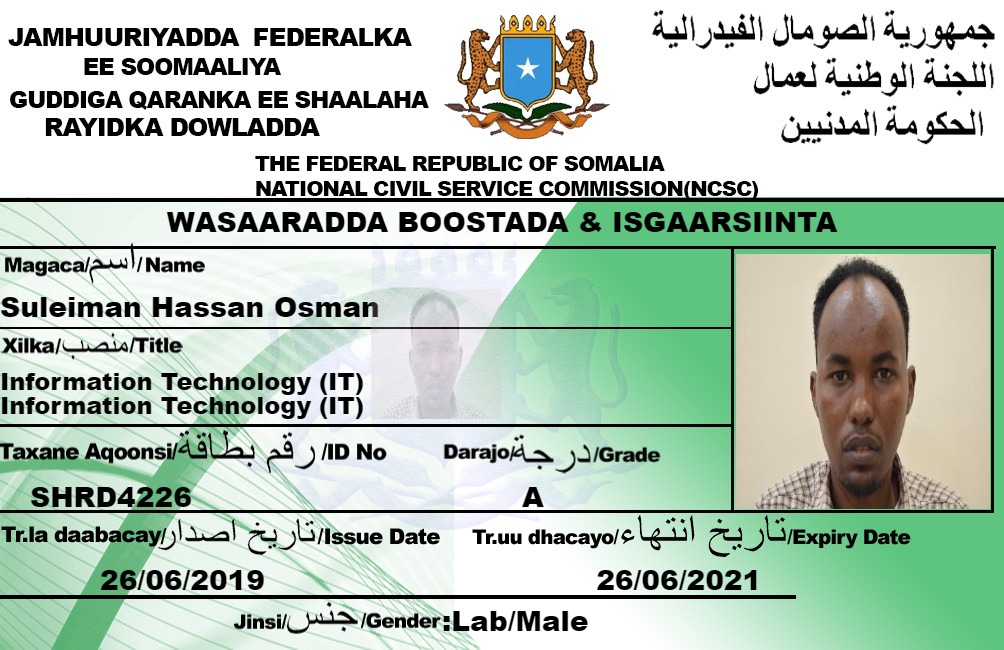 JAMHUURIYADDA FEDERALKA
EE SOOMAALIYA
GUDDIGA QARANKA EE SHAALAHA
RAYIDKA DOWLADDA
جمهورية الصومال الفيدرالية
اللجنة الوطنية لعمال
الحكومة المدنيين
THE FEDERAL REPUBLIC OF SOMALIA
NATIONAL CIVIL SERVICE COMMISSION(NCSC)
WASAARADDA BOOSTADA & ISGAARSIINTA
Magaca/اسم/Name
Suleiman Hassan Osman
Xilka/منصب/Title
Information Technology (IT)
Information Technology (IT)
Taxane Aqoonsi/رقم بطاقة/ID No
SHRD4226
Darajo/درجة/Grade
A
Tr.la daabacay/تاريخ اصدار/Issue Date
26/06/2019
Tr.uu dhacayo/تاريخ انتهاء/Expiry Date
26/06/2021
Jinsi/جنس/Gender:Lab/Male